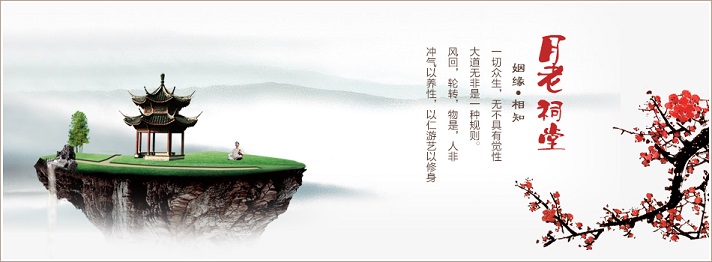 月老祠堂
姻缘·相知
一切众生，无不具有觉性
大道无非是一种规则。
风回，轮转，物是，人非
冲气以养性，以仁游艺以修身